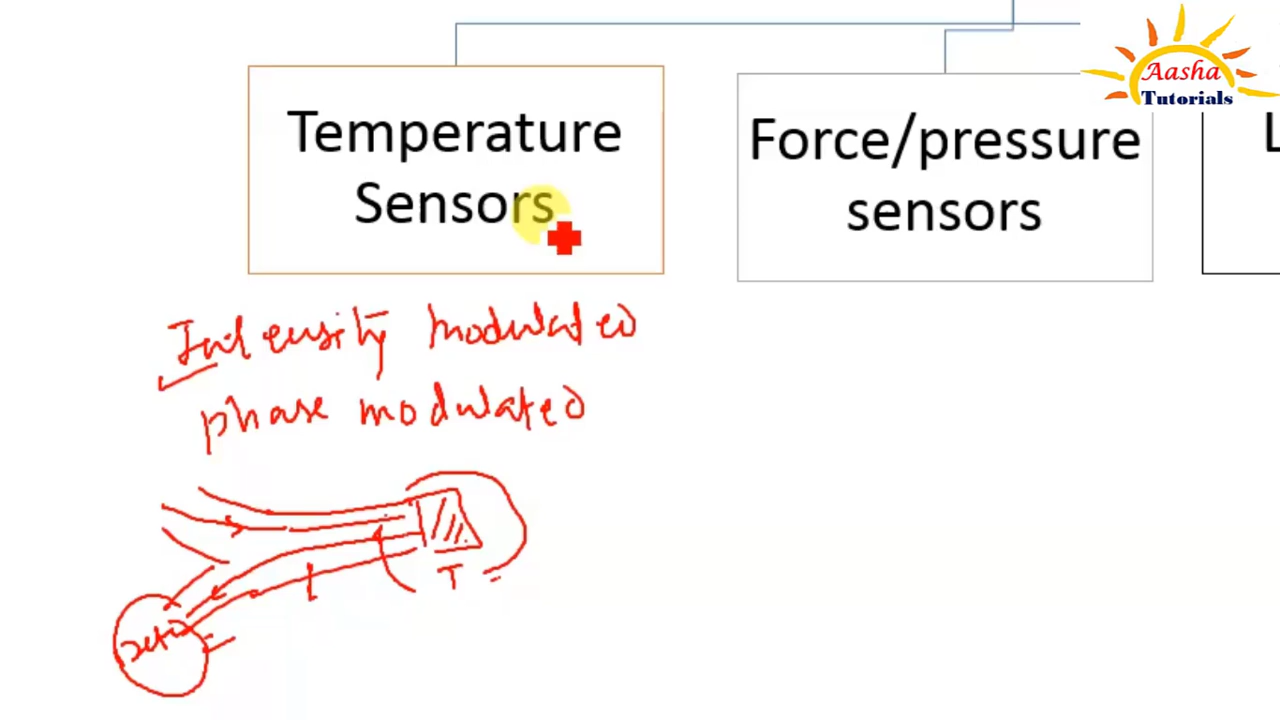 Aasha
Tutorials
Temperature
Sensors
Force/pressure
sensors
L
Intensity modulated
phase modulated
T